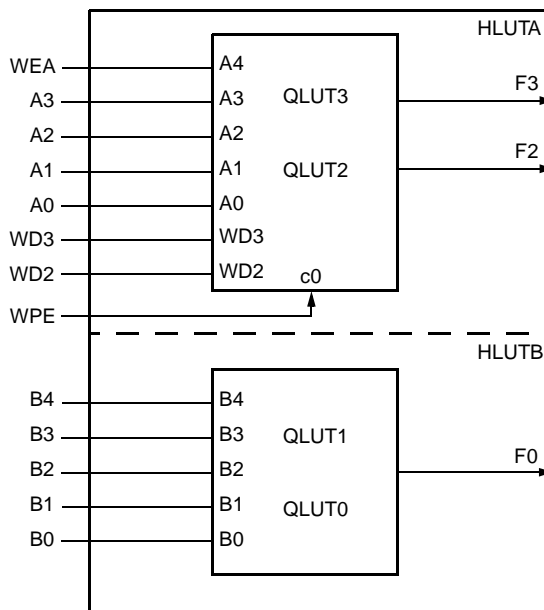 HLUTA
WEA A4
A3 A3 QLUT3 F3
A2 A2
A1 A1 QLUT2 F2
A0 A0
WD3 WD3
WD2 WD2
c0
WPE
HLUTB
B4 B4
B3 B3 QLUT1
B2 B2 F0
B1 B1 QLUT0
B0 B0